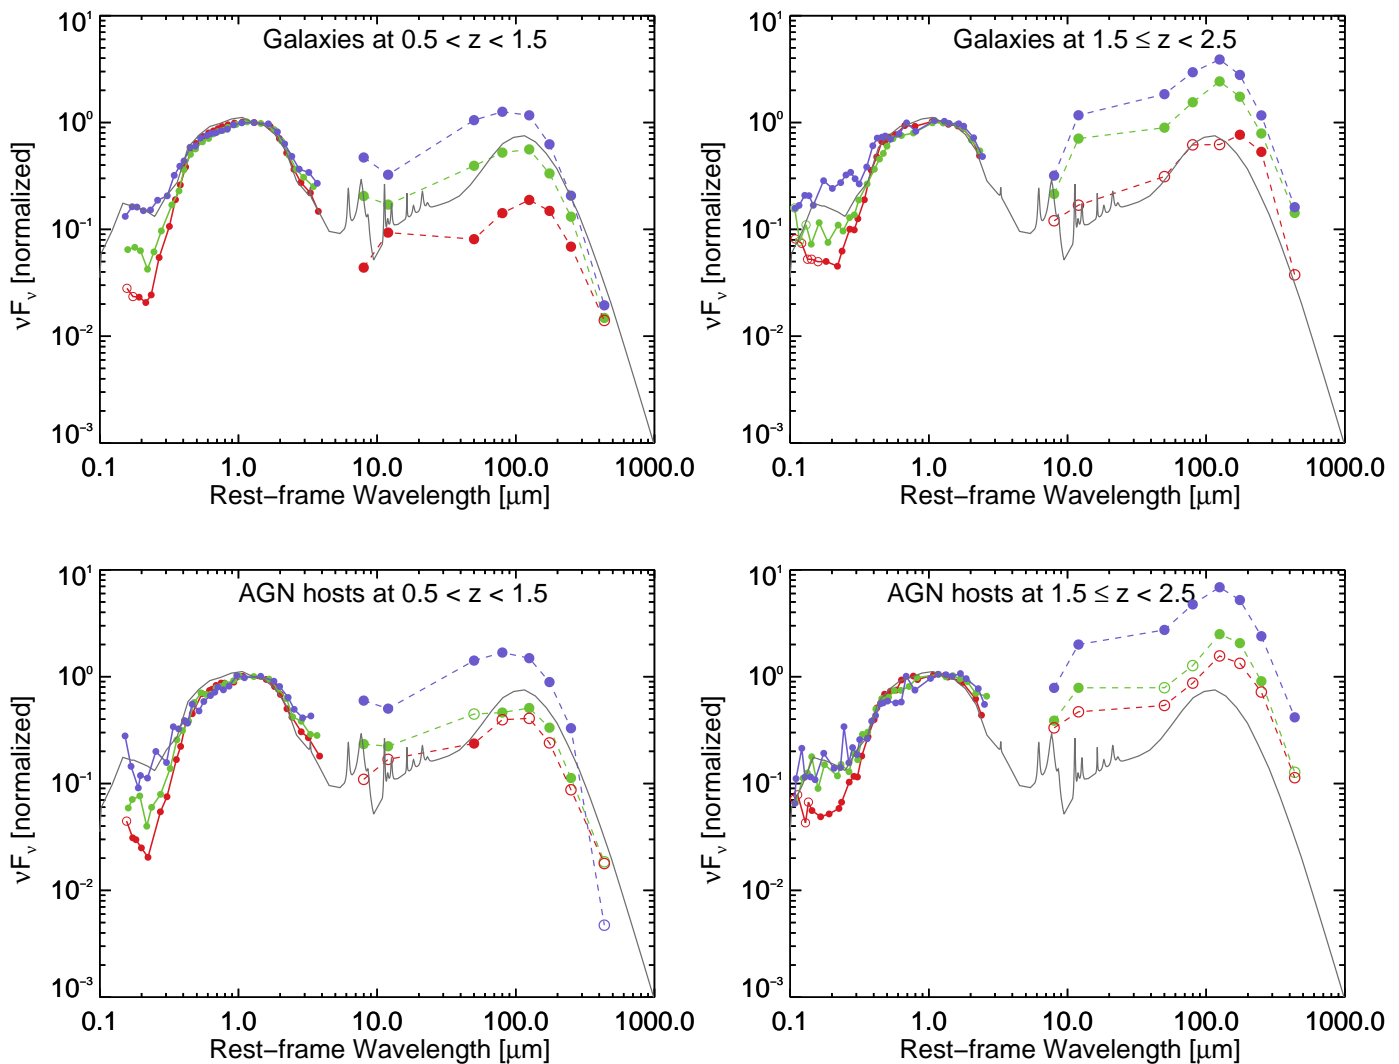 Galaxies at 0.5 < z < 1.5
10¹
10⁰
10⁻¹
10⁻²
10⁻³
νFν [normalized]
0.1 1.0 10.0 100.0 1000.0
Rest−frame Wavelength [μm]
Galaxies at 1.5 ≤ z < 2.5
10¹
10⁰
10⁻¹
10⁻²
10⁻³
νFν [normalized]
0.1 1.0 10.0 100.0 1000.0
Rest−frame Wavelength [μm]
AGN hosts at 0.5 < z < 1.5
10¹
10⁰
10⁻¹
10⁻²
10⁻³
νFν [normalized]
0.1 1.0 10.0 100.0 1000.0
Rest−frame Wavelength [μm]
AGN hosts at 1.5 ≤ z < 2.5
10¹
10⁰
10⁻¹
10⁻²
10⁻³
νFν [normalized]
0.1 1.0 10.0 100.0 1000.0
Rest−frame Wavelength [μm]